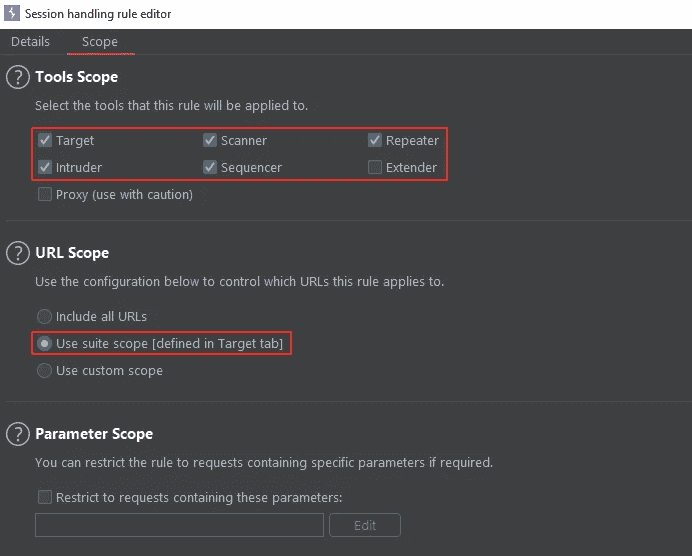 Session handling rule editor
Details Scope
? Tools Scope
Select the tools that this rule will be applied to.
Target Scanner Repeater
Intruder Sequencer Extender
Proxy (use with caution)
? URL Scope
Use the configuration below to control which URLs this rule applies to.
Include all URLs
Use suite scope [defined in Target tab]
Use custom scope
? Parameter Scope
You can restrict the rule to requests containing specific parameters if required.
Restrict to requests containing these parameters:
Edit